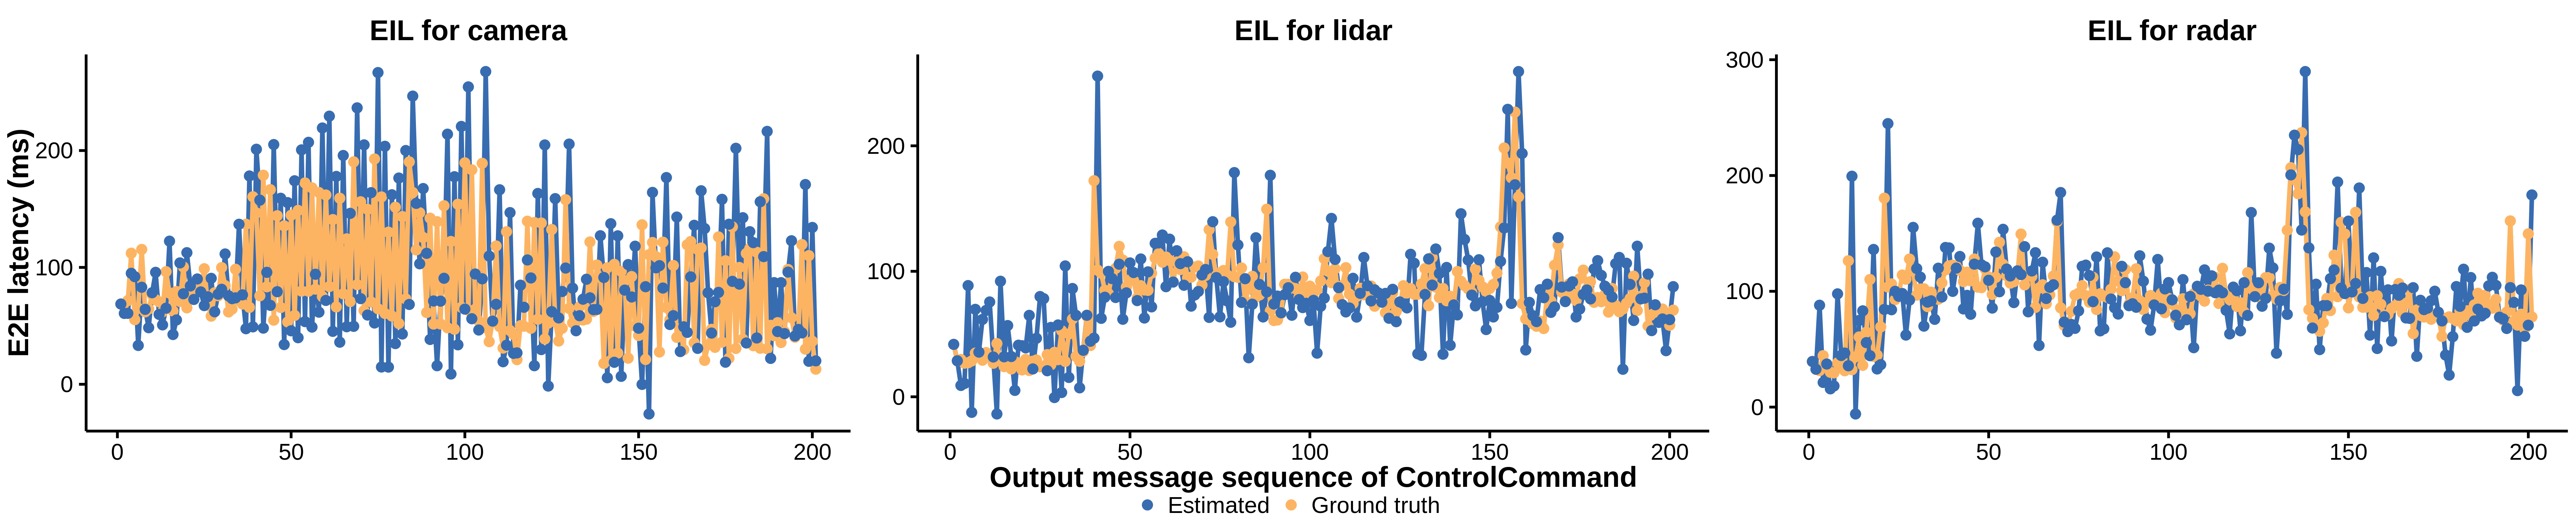 EIL for camera
EIL for lidar
EIL for radar
E2E latency (ms)
200
100
0
200
100
0
300
200
100
0
0 50 100 150 200
0 50 100 150 200
0 50 100 150 200
Output message sequence of ControlCommand
Estimated Ground truth